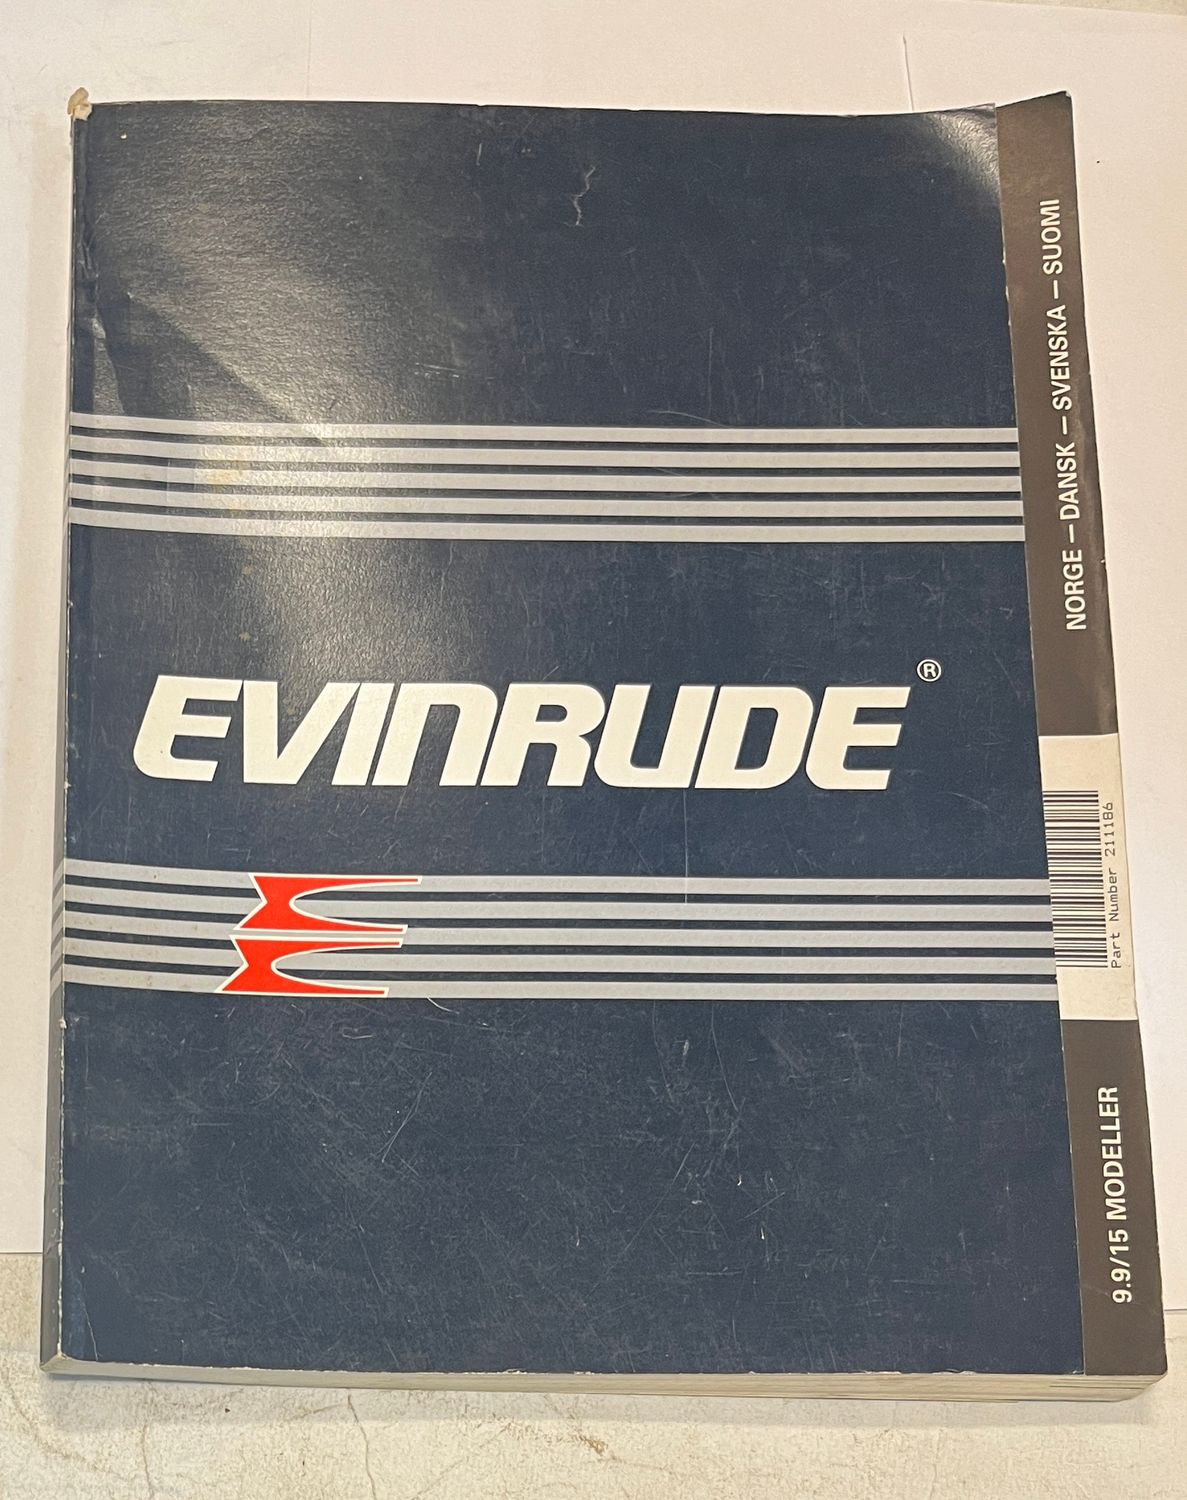 EVINRUDE®
NORGE – DANSK – SVENSKA – SUOMI
Part Number 211186
9.9/15 MODELLER